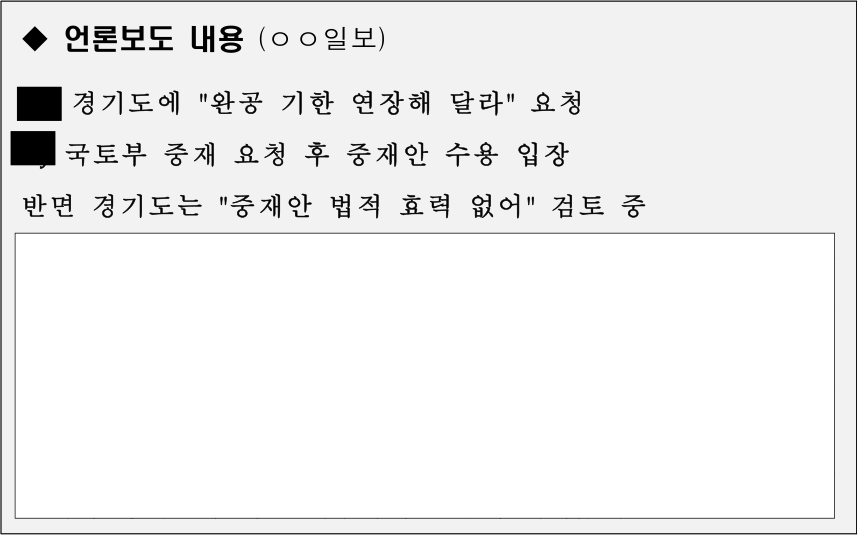 ◆ 언론보도 내용 (ㅇㅇ일보)
경기도에 "완공 기한 연장해 달라" 요청
국토부 중재 요청 후 중재안 수용 입장
반면 경기도는 "중재안 법적 효력 없어" 검토 중